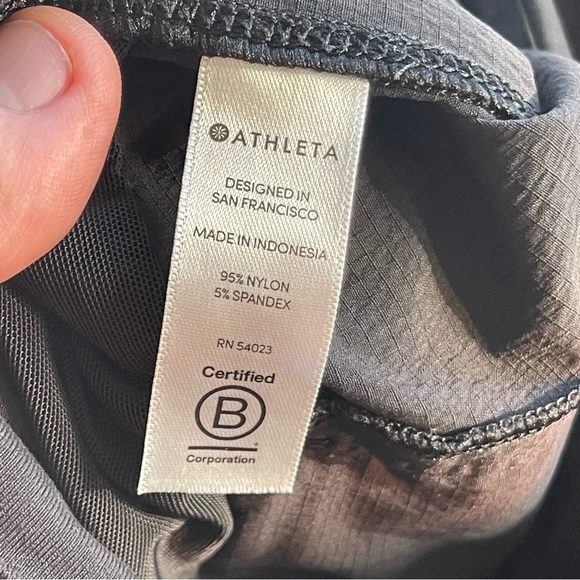 ATHLETA
DESIGNED IN
SAN FRANCISCO
MADE IN INDONESIA
95% NYLON
5% SPANDEX
RN 54023
Certified
B
Corporation